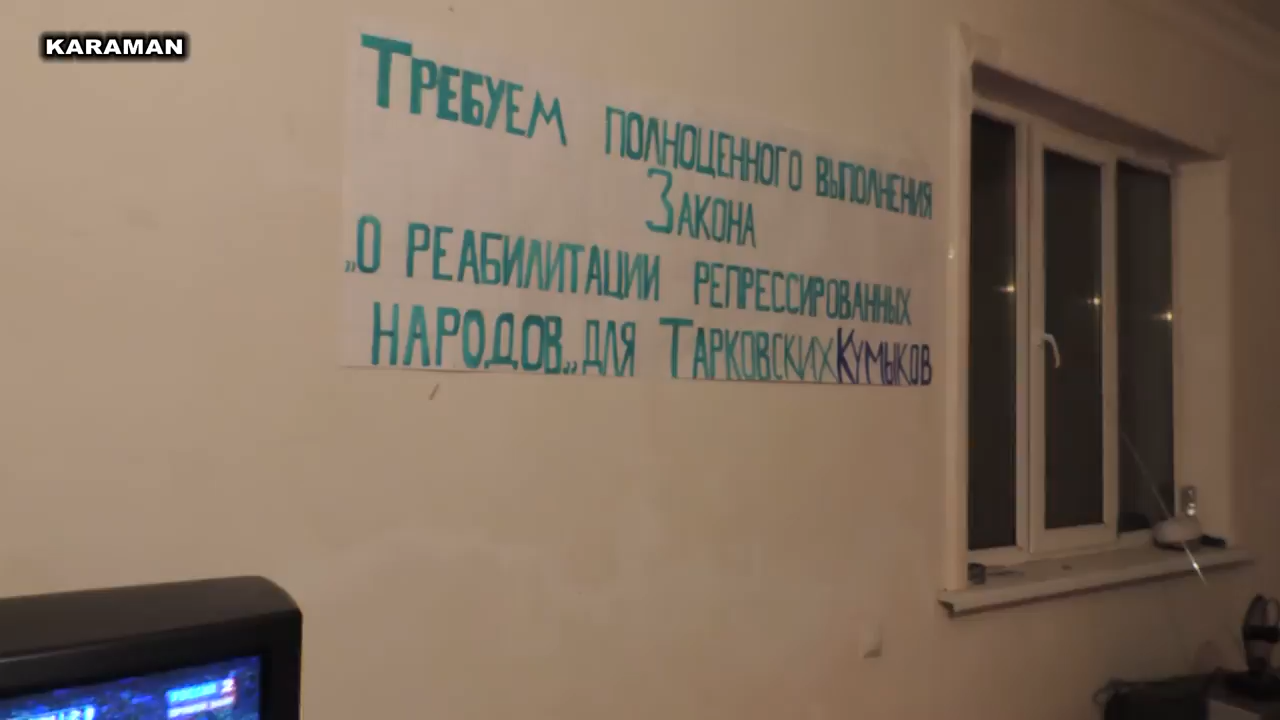 KARAMAN
ТРЕБУЕМ ПОЛНОЦЕННОГО ВЫПОЛНЕНИЯ
ЗАКОНА
„О РЕАБИЛИТАЦИИ РЕПРЕССИРОВАННЫХ
НАРОДОВ„ ДЛЯ ТАРКОВСКИХ КУМЫКОВ